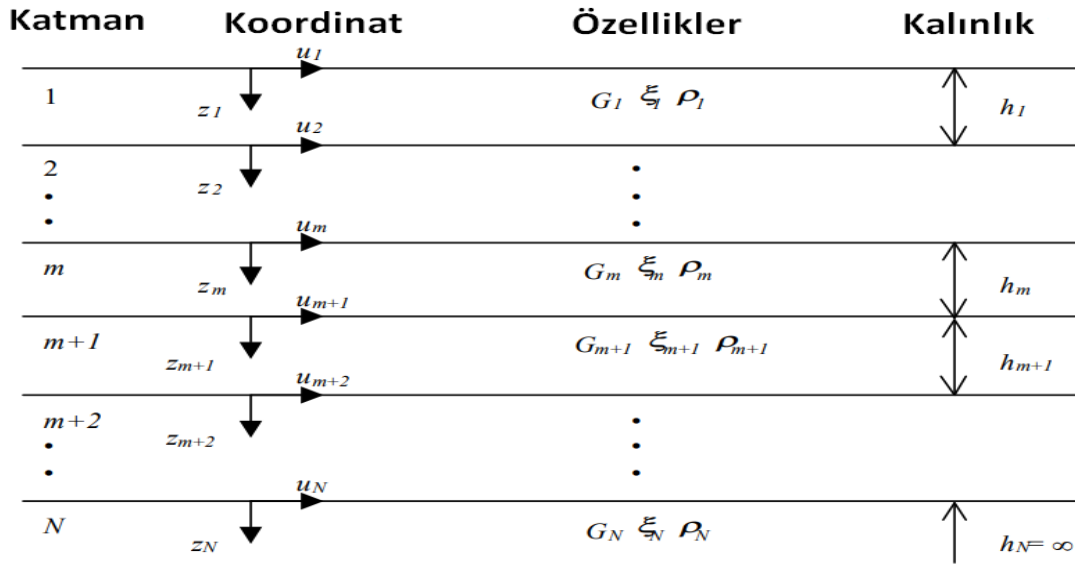 Katman Koordinat Özellikler Kalınlık
u1
1 z1 G1 ξ1 ρ1 h1
u2
2 z2
um
m zm Gm ξm ρm hm
um+1
m+1 zm+1 Gm+1 ξm+1 ρm+1 hm+1
um+2
m+2 zm+2
uN
N zN GN ξN ρN hN= ∞